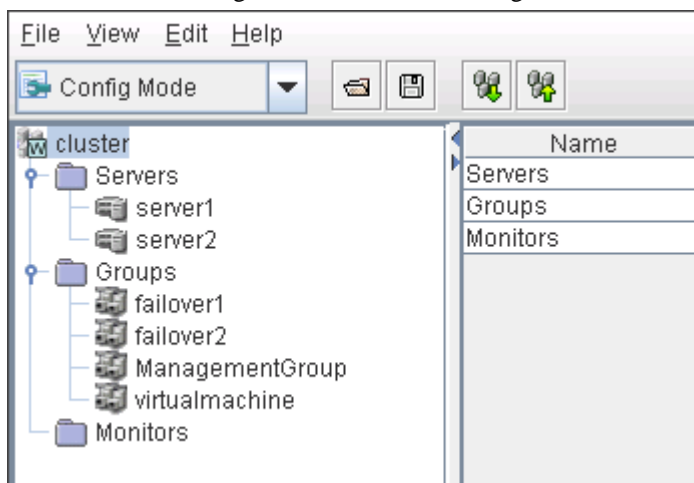 File View Edit Help
Config Mode
cluster
Servers
server1
server2
Groups
failover1
failover2
ManagementGroup
virtualmachine
Monitors
Name
Servers
Groups
Monitors